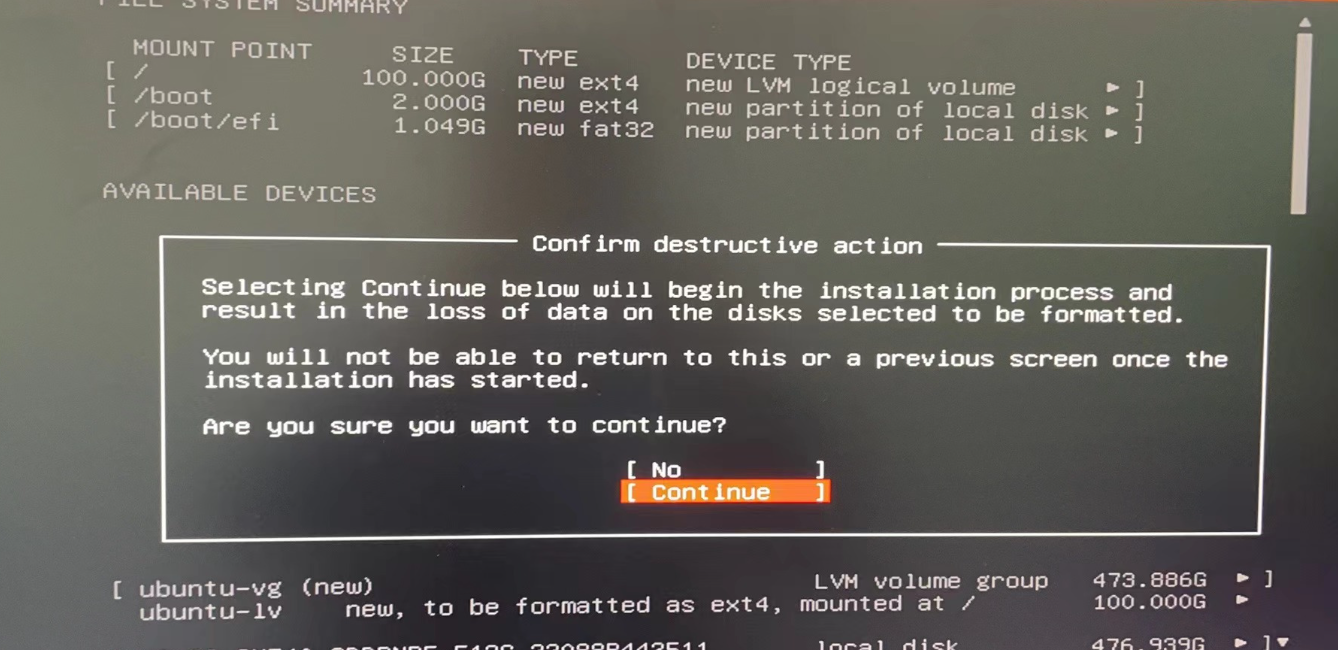 FILE SYSTEM SUMMARY
MOUNT POINT SIZE TYPE DEVICE TYPE
[ / 100.000G new ext4 new LVM logical volume ► ]
[ /boot 2.000G new ext4 new partition of local disk ► ]
[ /boot/efi 1.049G new fat32 new partition of local disk ► ]
AVAILABLE DEVICES
Confirm destructive action
Selecting Continue below will begin the installation process and
result in the loss of data on the disks selected to be formatted.
You will not be able to return to this or a previous screen once the
installation has started.
Are you sure you want to continue?
[ No ]
[ Continue ]
[ ubuntu-vg (new) LVM volume group 473.886G ► ]
ubuntu-lv new, to be formatted as ext4, mounted at / 100.000G ►
local disk 476.939G ► ]